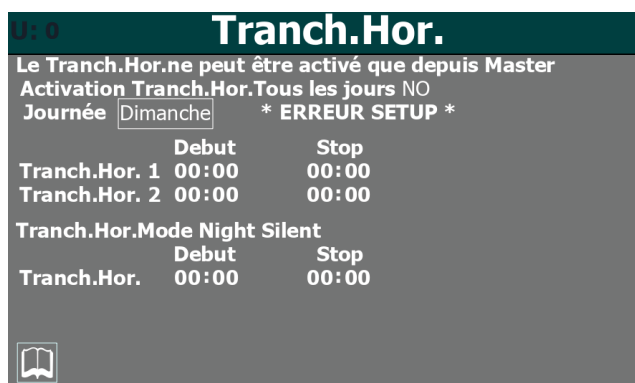 U: 0 Tranch.Hor.
Le Tranch.Hor.ne peut être activé que depuis Master
Activation Tranch.Hor.Tous les jours NO
Journée Dimanche * ERREUR SETUP *
Debut Stop
Tranch.Hor. 1 00:00 00:00
Tranch.Hor. 2 00:00 00:00
Tranch.Hor.Mode Night Silent
Debut Stop
Tranch.Hor. 00:00 00:00